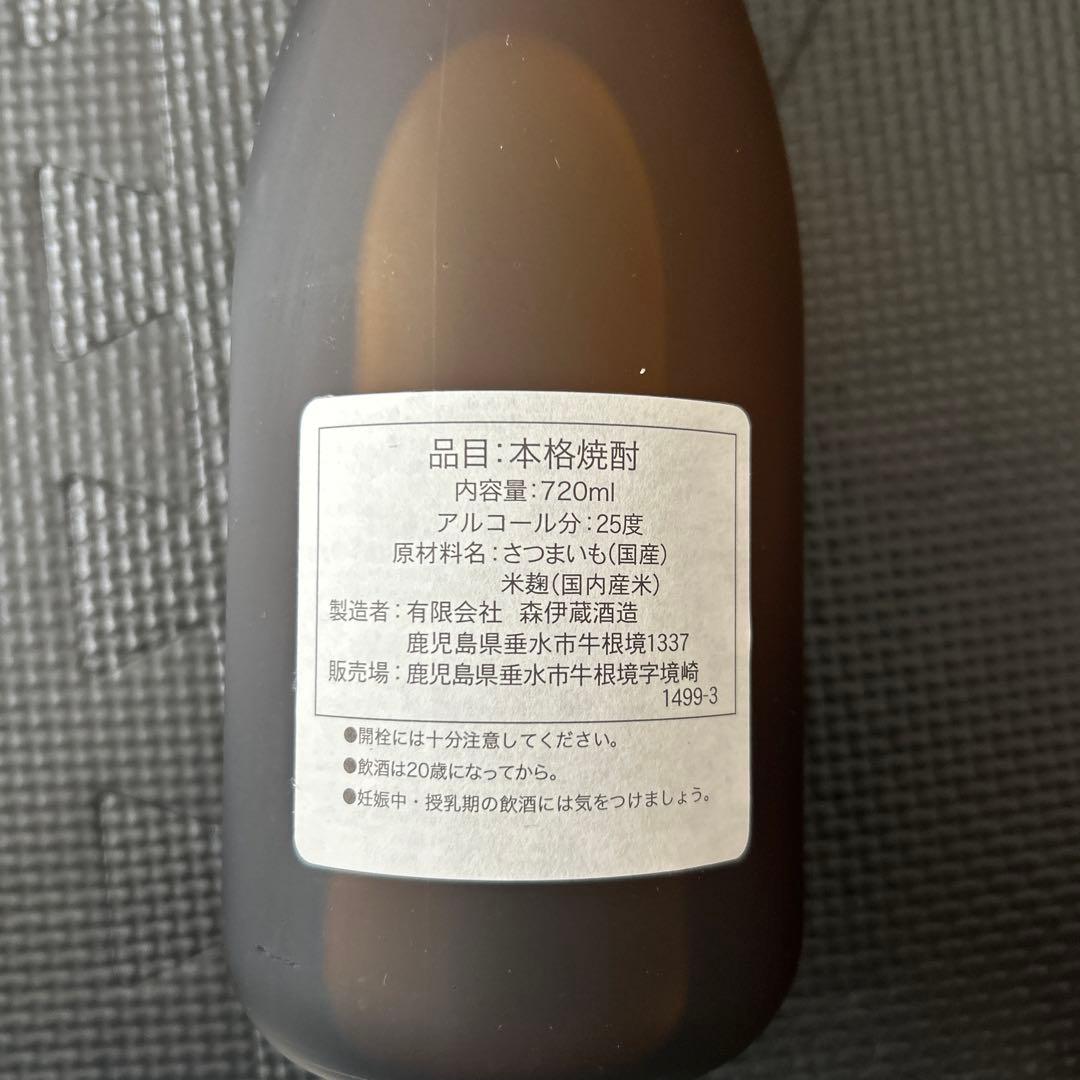 品目:本格焼酎
内容量:720ml
アルコール分:25度
原材料名:さつまいも(国産)
米麹(国内産米)
製造者:有限会社 森伊蔵酒造
鹿児島県垂水市牛根境1337
販売場:鹿児島県垂水市牛根境字境崎
1499-3
●開栓には十分注意してください。
●飲酒は20歳になってから。
●妊娠中・授乳期の飲酒には気をつけましょう。